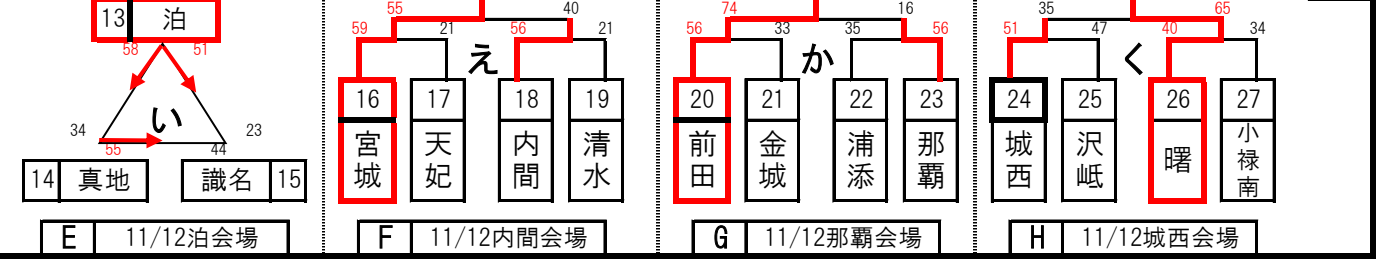 13 泊
58 51
い
34 23
55 44
14 真地
識名 15
E 11/12泊会場
55 40
59 21 56 21
え
16 宮城
17 天妃
18 内間
19 清水
F 11/12内間会場
74 16
56 33 35 56
か
20 前田
21 金城
22 浦添
23 那覇
G 11/12那覇会場
35 65
51 47 40 34
く
24 城西
25 沢岻
26 曙
27 小禄南
H 11/12城西会場